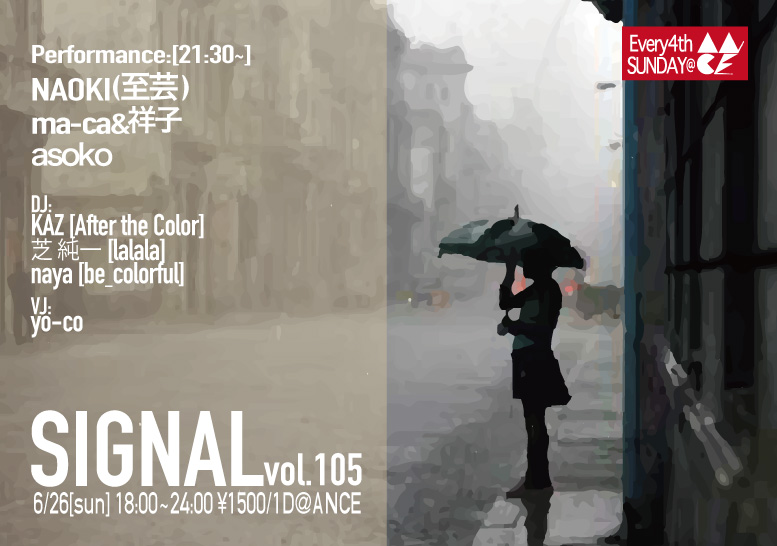 Performance:[21:30~]
NAOKI(至芸)
ma-ca&祥子
asoko
DJ:
KAZ [After the Color]
芝 純一 [lalala]
naya [be_colorful]
VJ:
yo-co
SIGNAL vol.105
6/26[sun] 18:00~24:00 ¥1500/1D@ANCE
Every4th
SUNDAY@